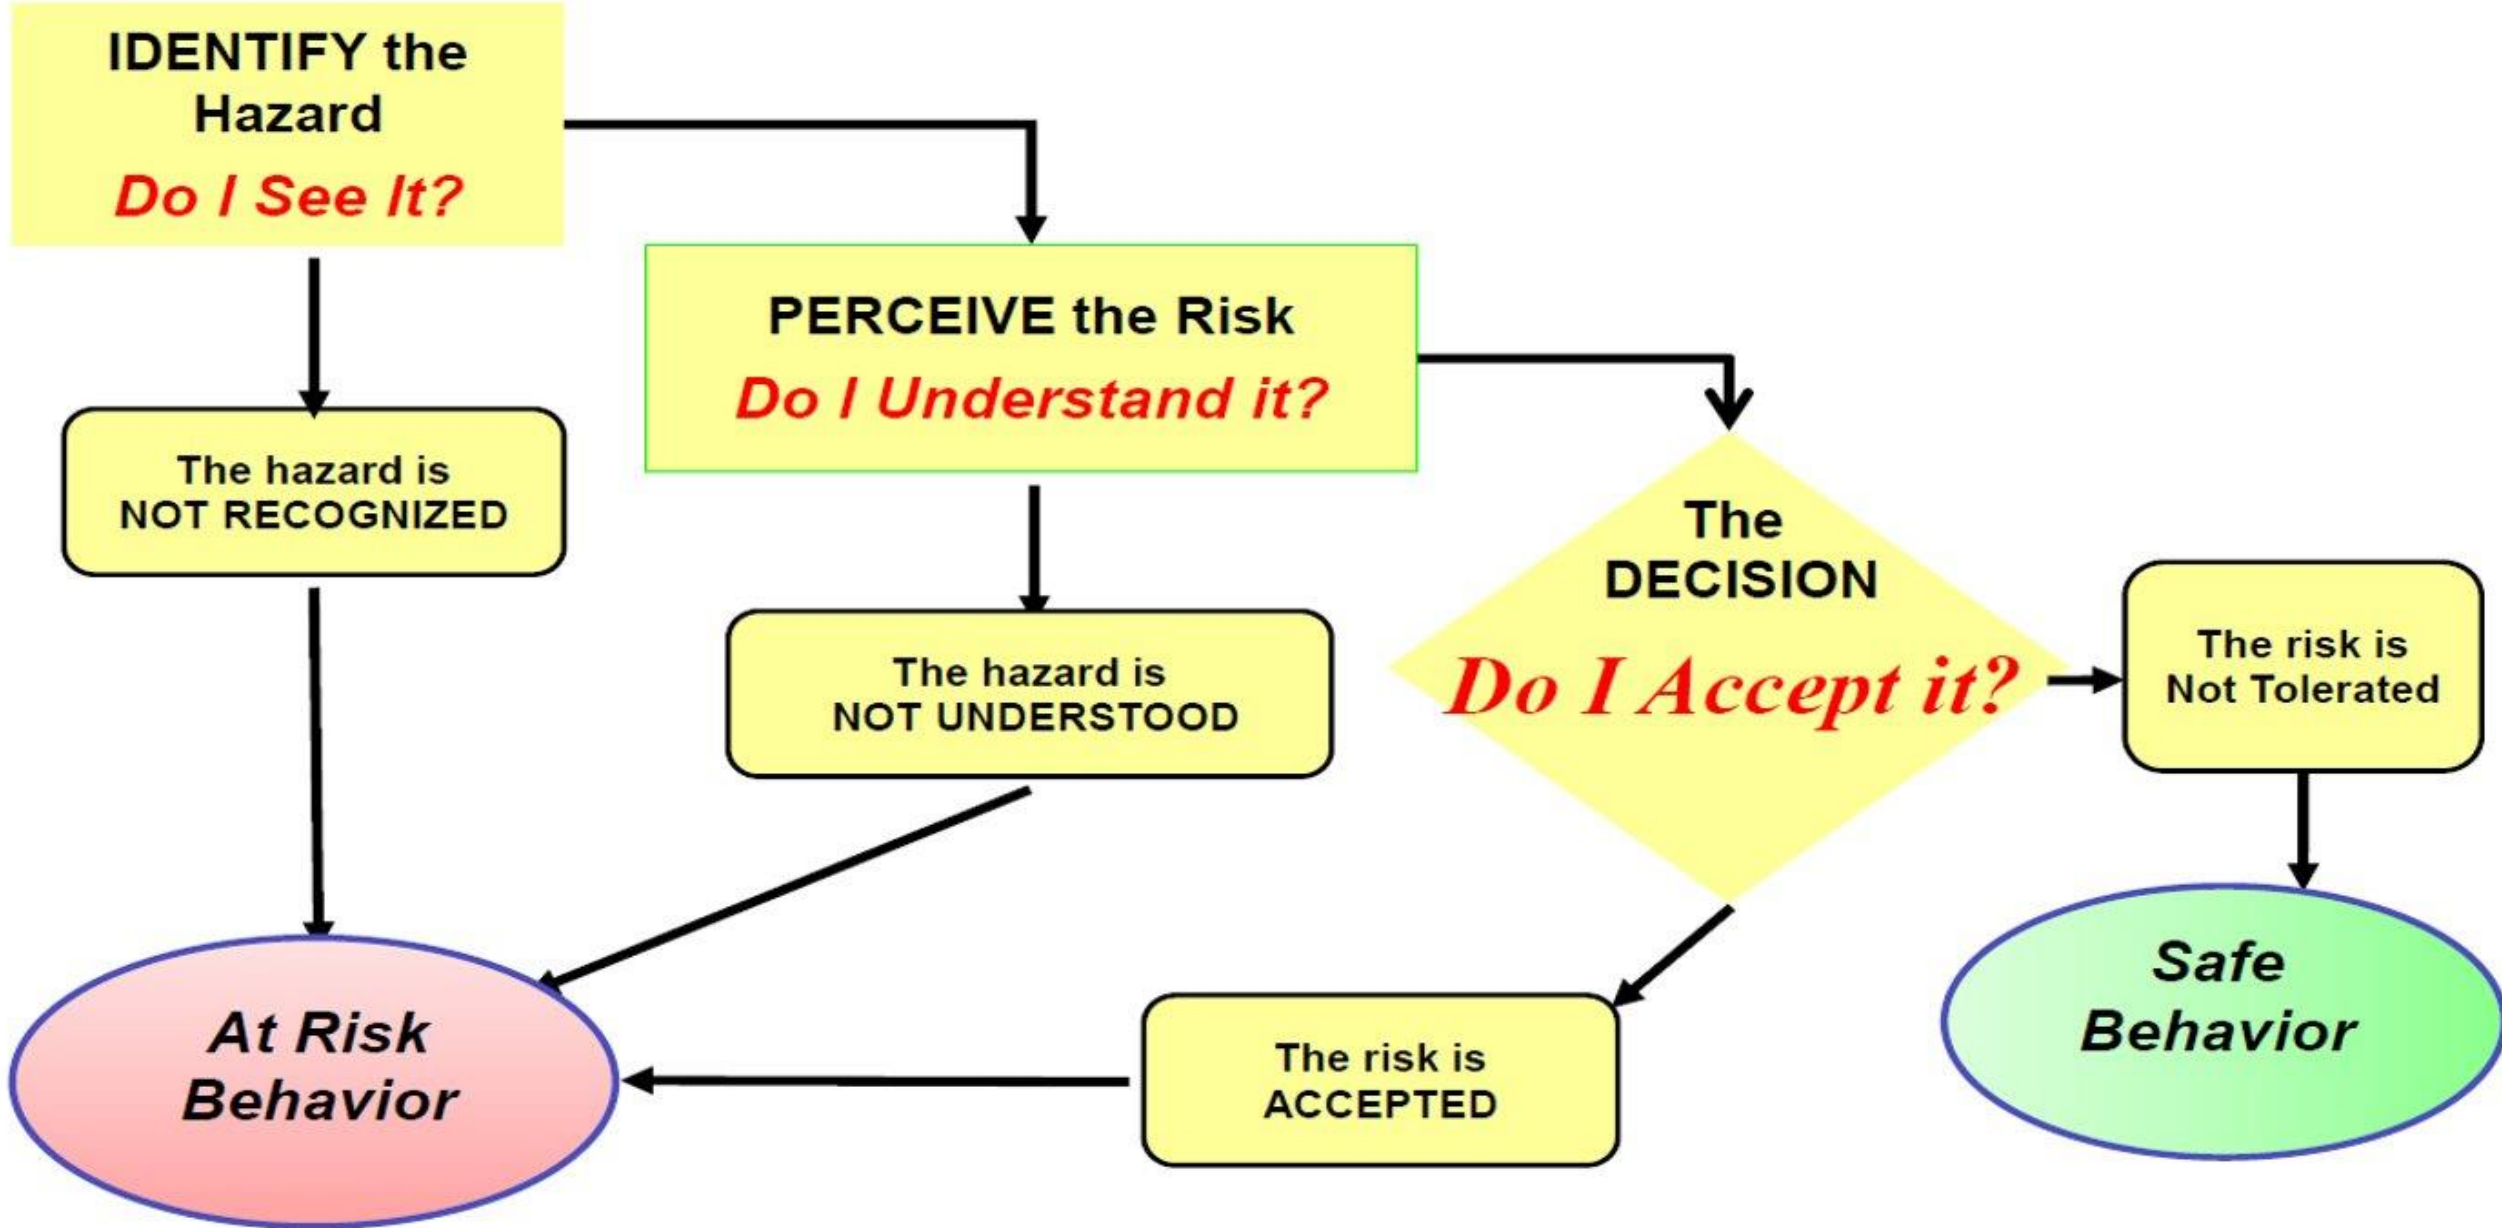 IDENTIFY the
Hazard
Do I See It?
PERCEIVE the Risk
Do I Understand it?
The hazard is
NOT RECOGNIZED
The
DECISION
Do I Accept it?
The hazard is
NOT UNDERSTOOD
The risk is
Not Tolerated
At Risk
Behavior
The risk is
ACCEPTED
Safe
Behavior